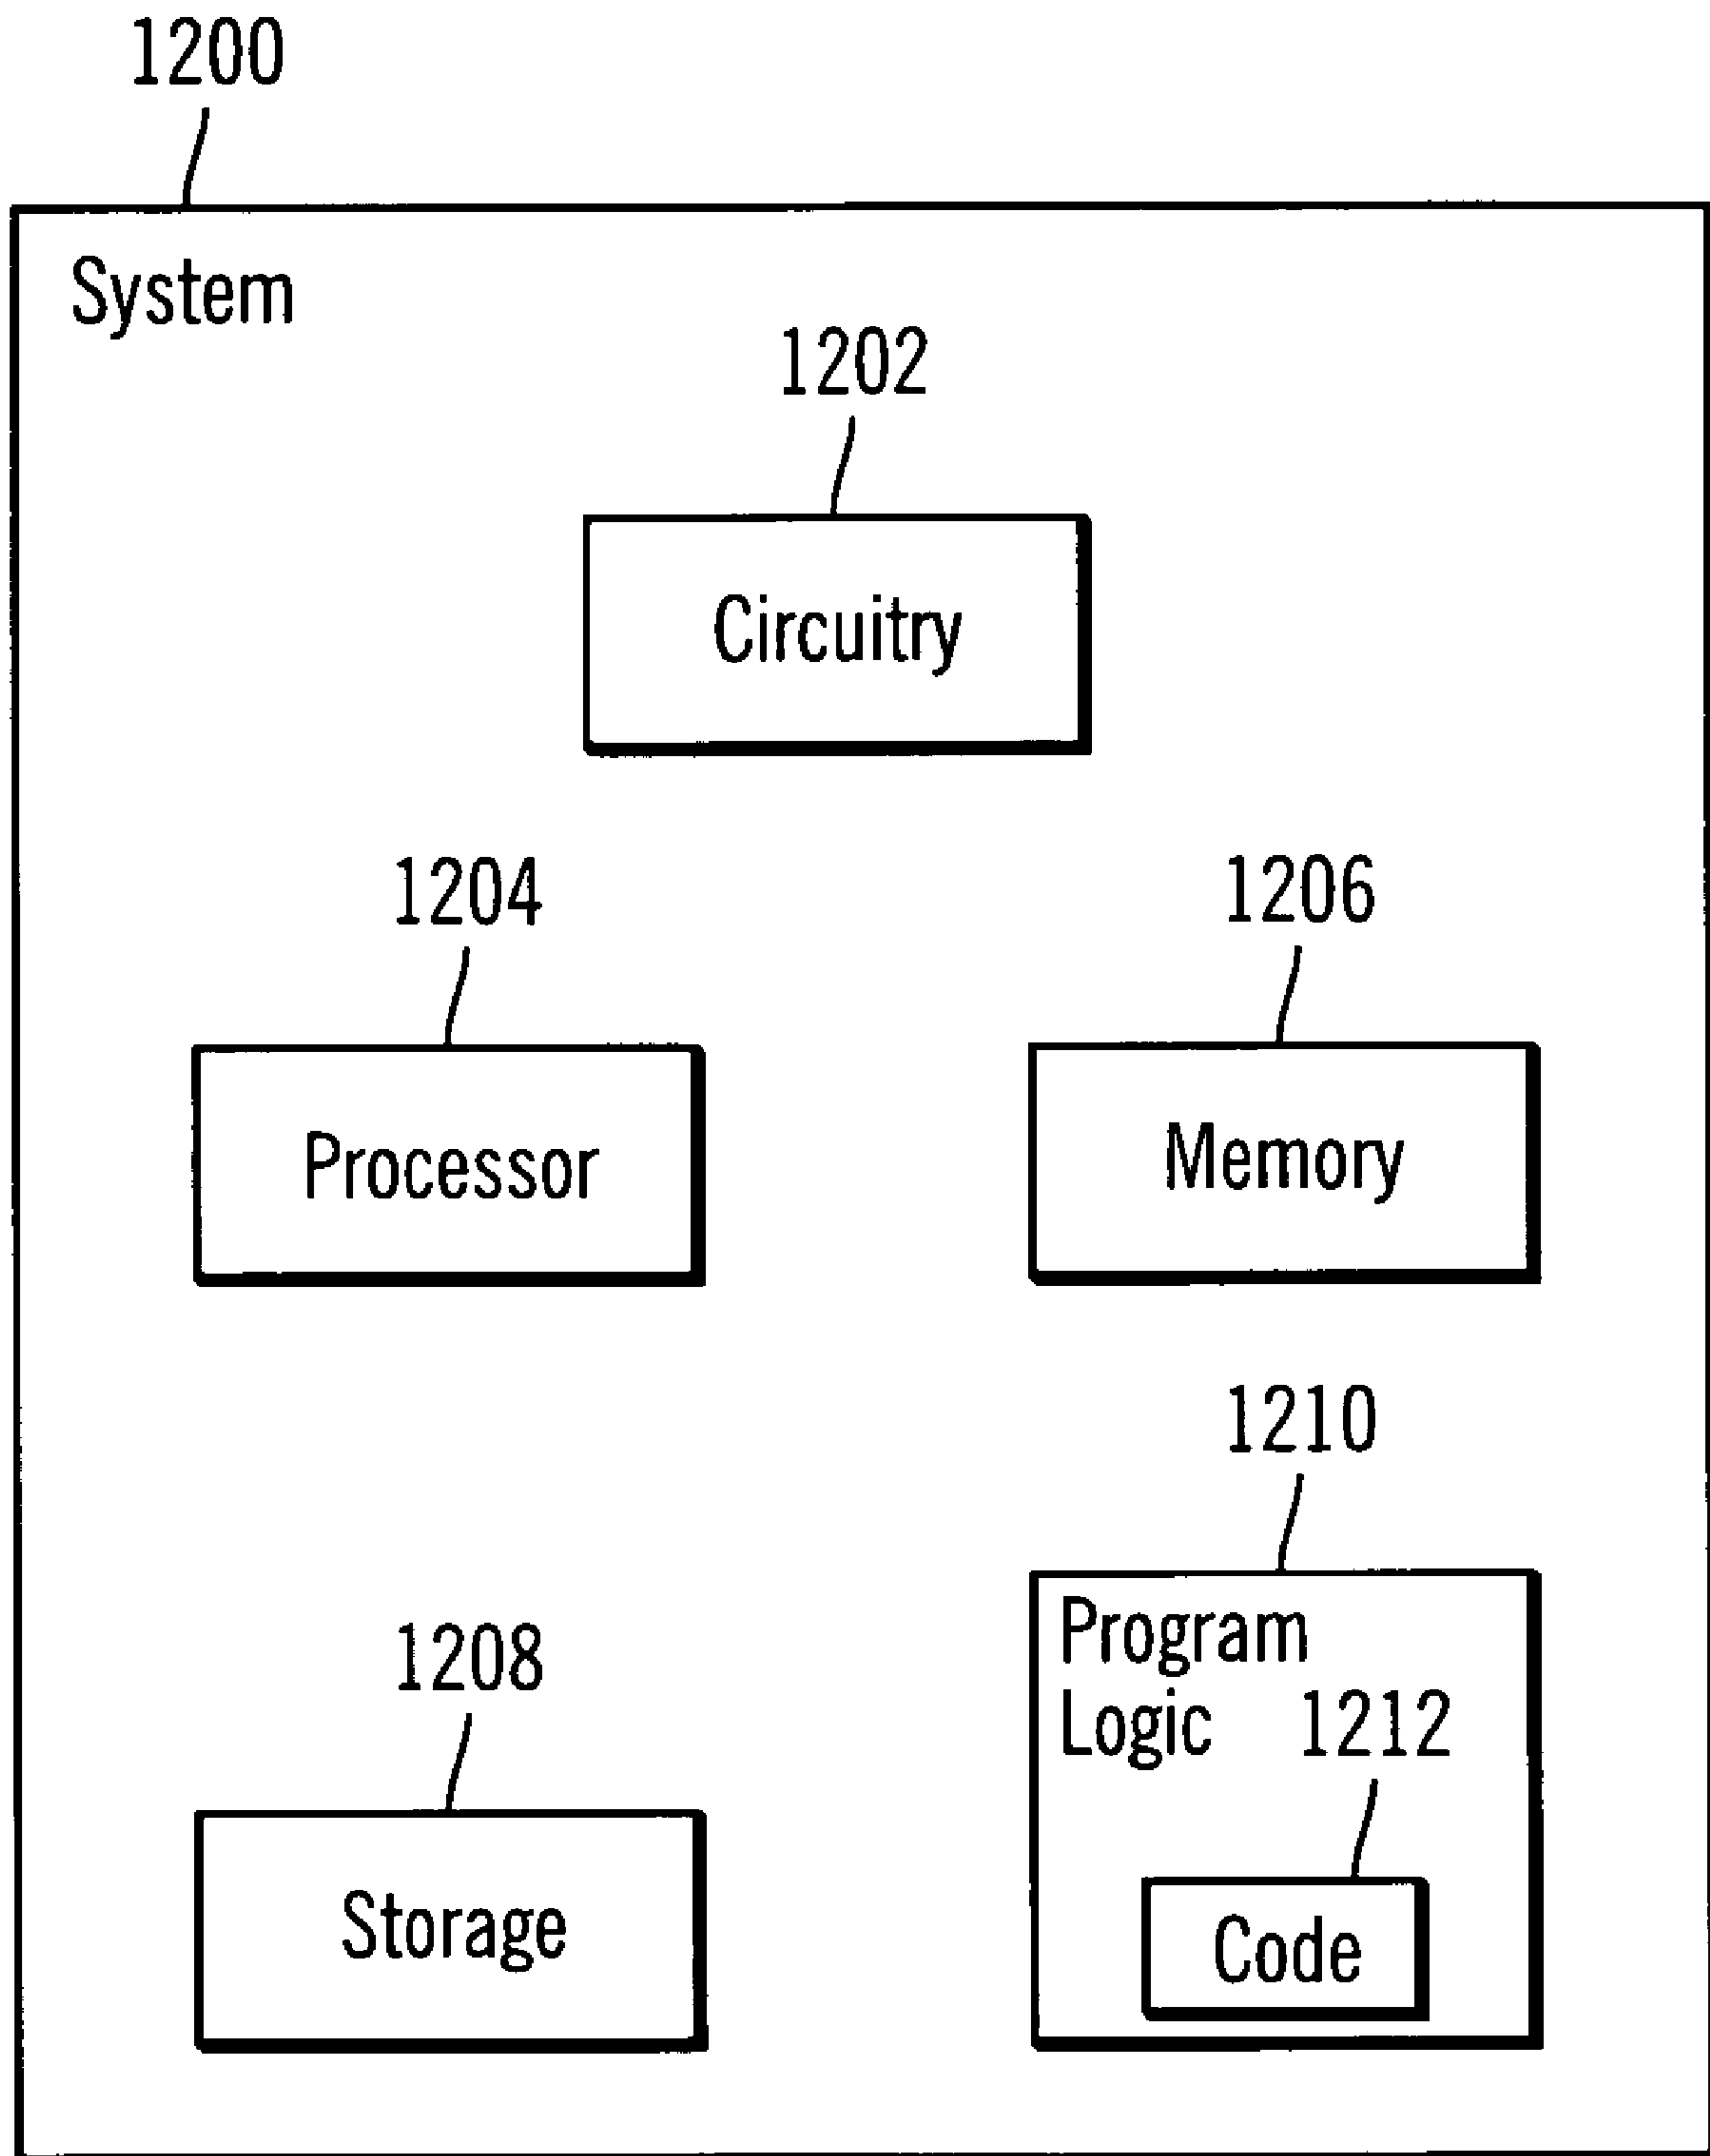 1200
System
1202
Circuitry
1204
1206
Processor
Memory
1210
Program
Logic
1208
1212
Storage
Code